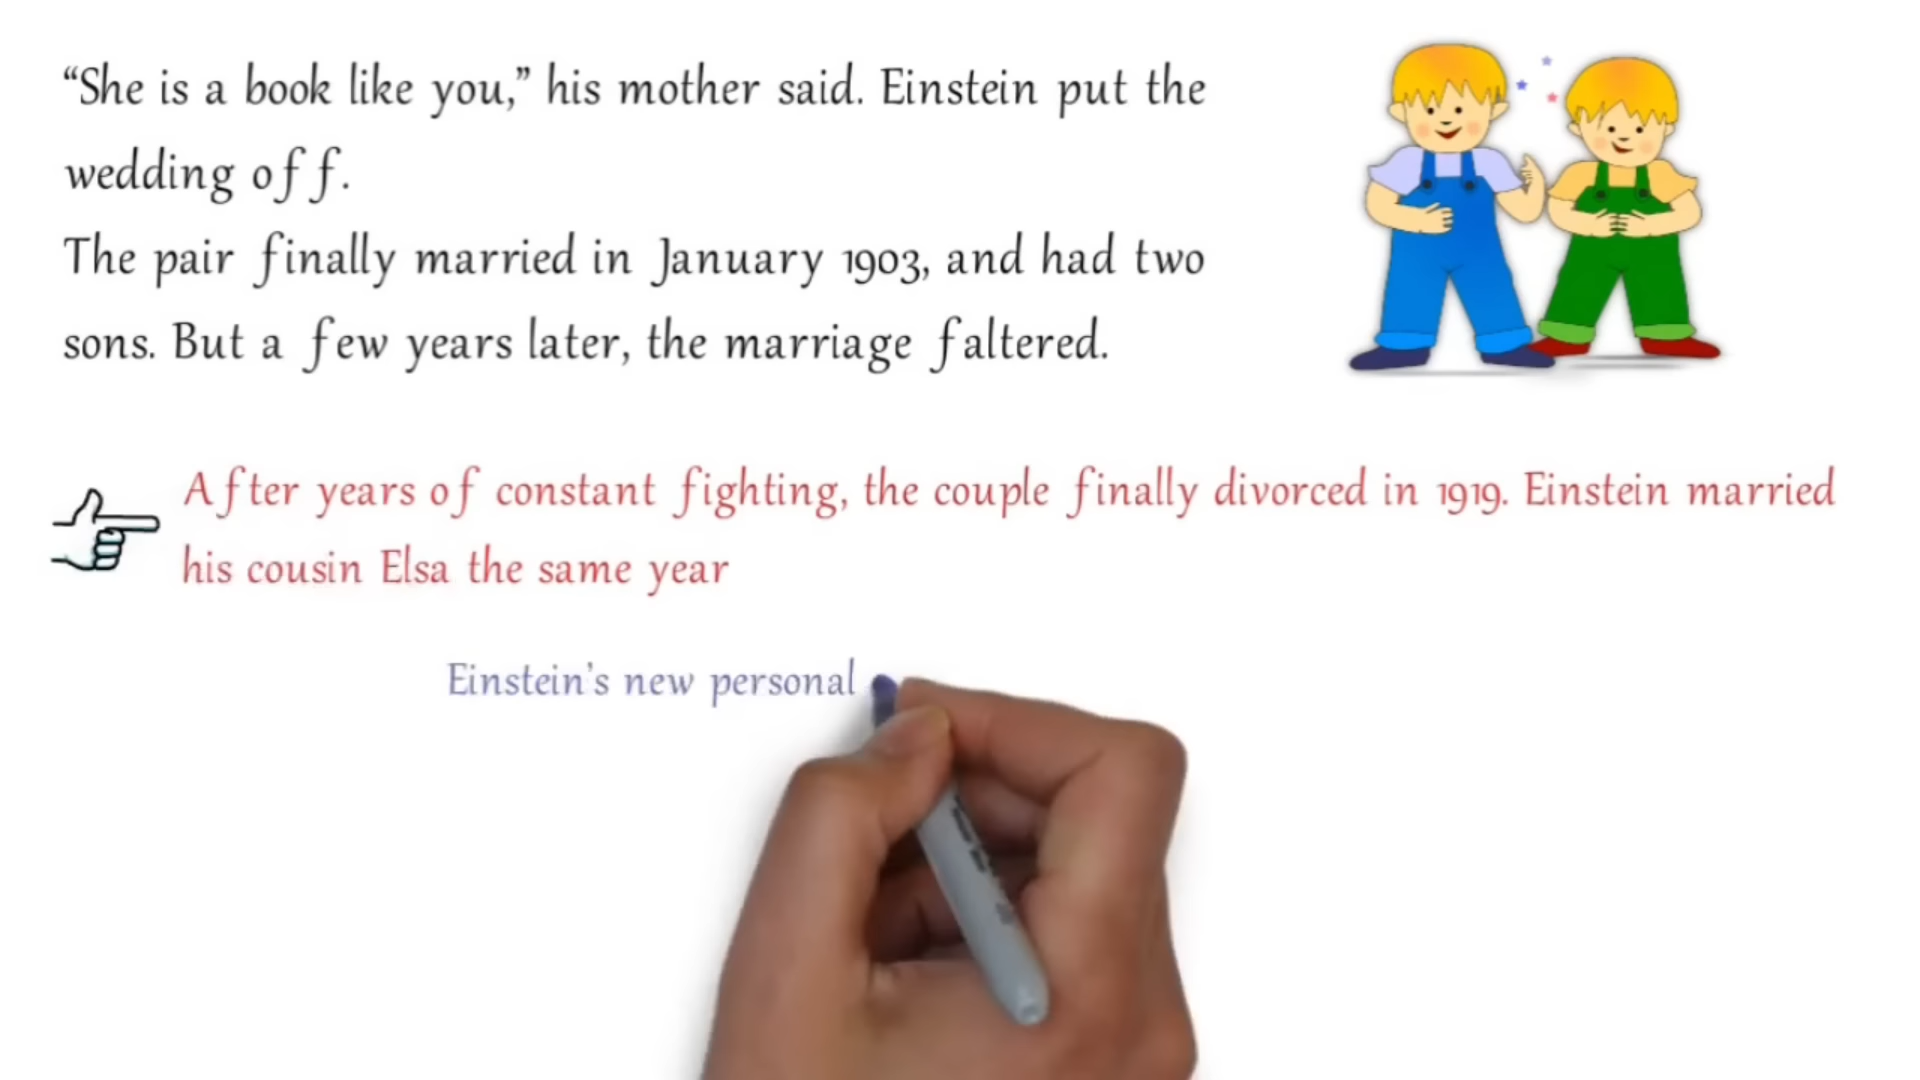 “She is a book like you,” his mother said. Einstein put the
wedding off.
The pair finally married in January 1903, and had two
sons. But a few years later, the marriage faltered.
After years of constant fighting, the couple finally divorced in 1919. Einstein married
his cousin Elsa the same year
Einstein’s new personal